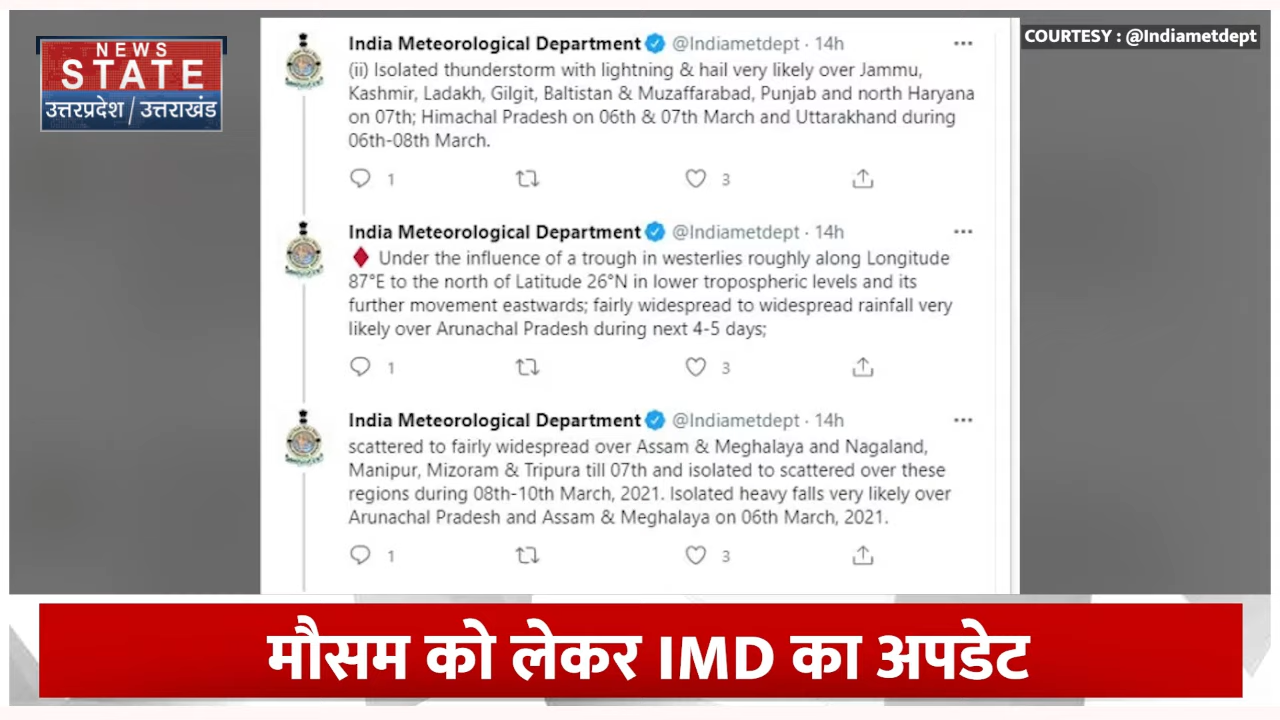 NEWS
STATE
उत्तरप्रदेश / उत्तराखंड
COURTESY : @Indiametdept
India Meteorological Department @Indiametdept · 14h
(ii) Isolated thunderstorm with lightning & hail very likely over Jammu,
Kashmir, Ladakh, Gilgit, Baltistan & Muzaffarabad, Punjab and north Haryana
on 07th; Himachal Pradesh on 06th & 07th March and Uttarakhand during
06th-08th March.
1 3
India Meteorological Department @Indiametdept · 14h
Under the influence of a trough in westerlies roughly along Longitude
87°E to the north of Latitude 26°N in lower tropospheric levels and its
further movement eastwards; fairly widespread to widespread rainfall very
likely over Arunachal Pradesh during next 4-5 days;
1 3
India Meteorological Department @Indiametdept · 14h
scattered to fairly widespread over Assam & Meghalaya and Nagaland,
Manipur, Mizoram & Tripura till 07th and isolated to scattered over these
regions during 08th-10th March, 2021. Isolated heavy falls very likely over
Arunachal Pradesh and Assam & Meghalaya on 06th March, 2021.
1 3
मौसम को लेकर IMD का अपडेट